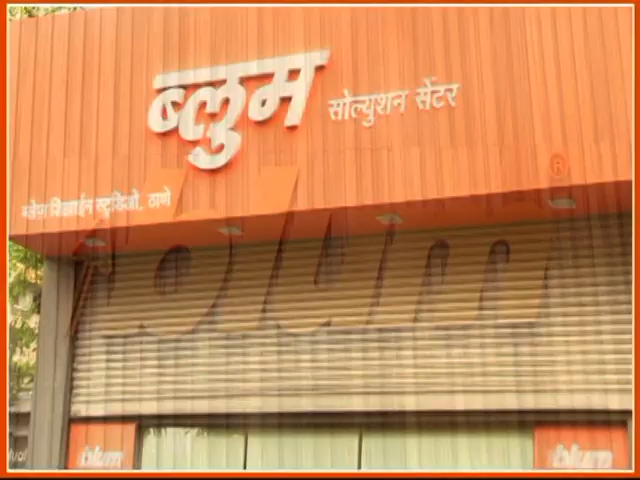 ब्लुम
सोल्युशन सेंटर
डिझाईन स्टुडिओ, ठाणे
blum
®
blum
blum